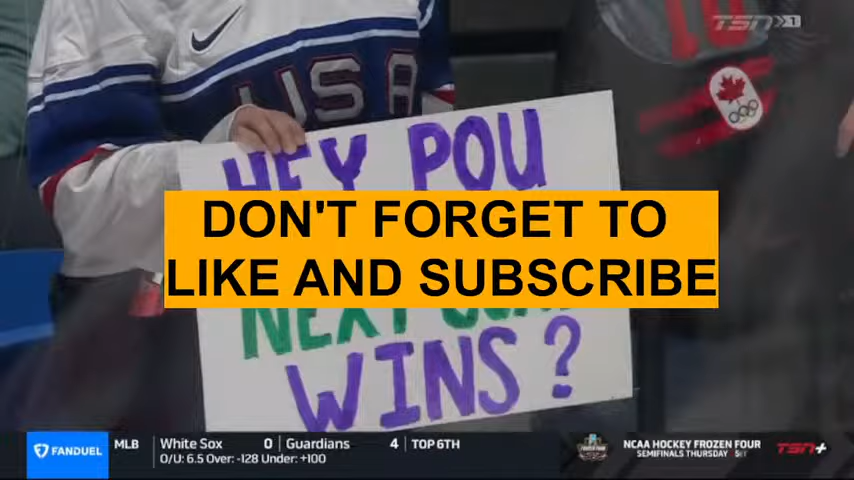 TSN 1
USA
HEY POU
DON'T FORGET TO
LIKE AND SUBSCRIBE
NEXT
WINS?
FANDUEL
MLB
White Sox 0 Guardians 4 TOP 6TH
O/U: 6.5 Over: -128 Under: +100
NCAA HOCKEY FROZEN FOUR
SEMIFINALS THURSDAY
TSN+